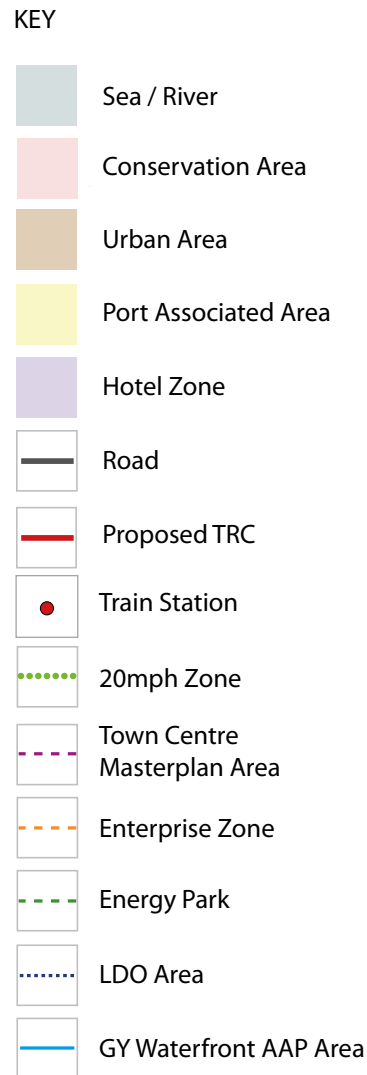 KEY
Sea / River
Conservation Area
Urban Area
Port Associated Area
Hotel Zone
Road
Proposed TRC
Train Station
20mph Zone
Town Centre
Masterplan Area
Enterprise Zone
Energy Park
LDO Area
GY Waterfront AAP Area